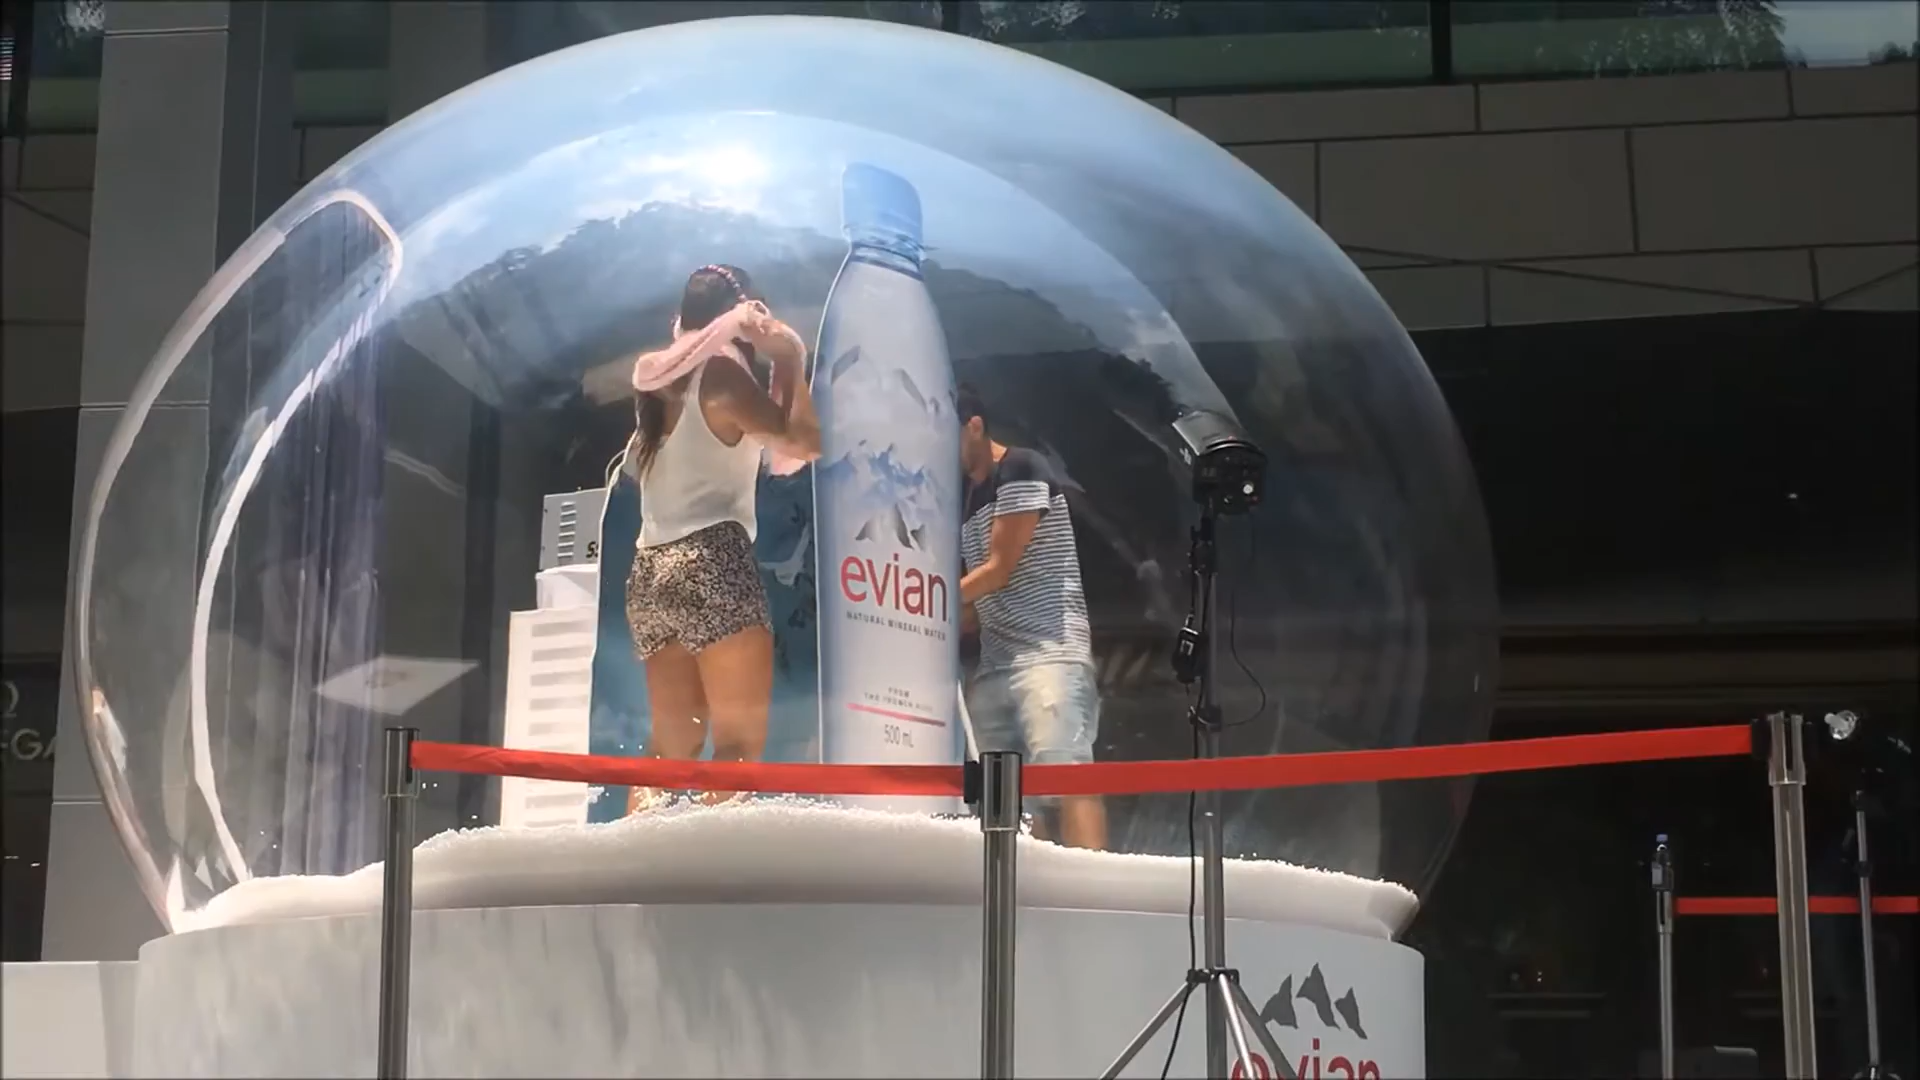 evian
NATURAL MINERAL WATER
FROM
THE FRENCH ALPS
500 mL
evian